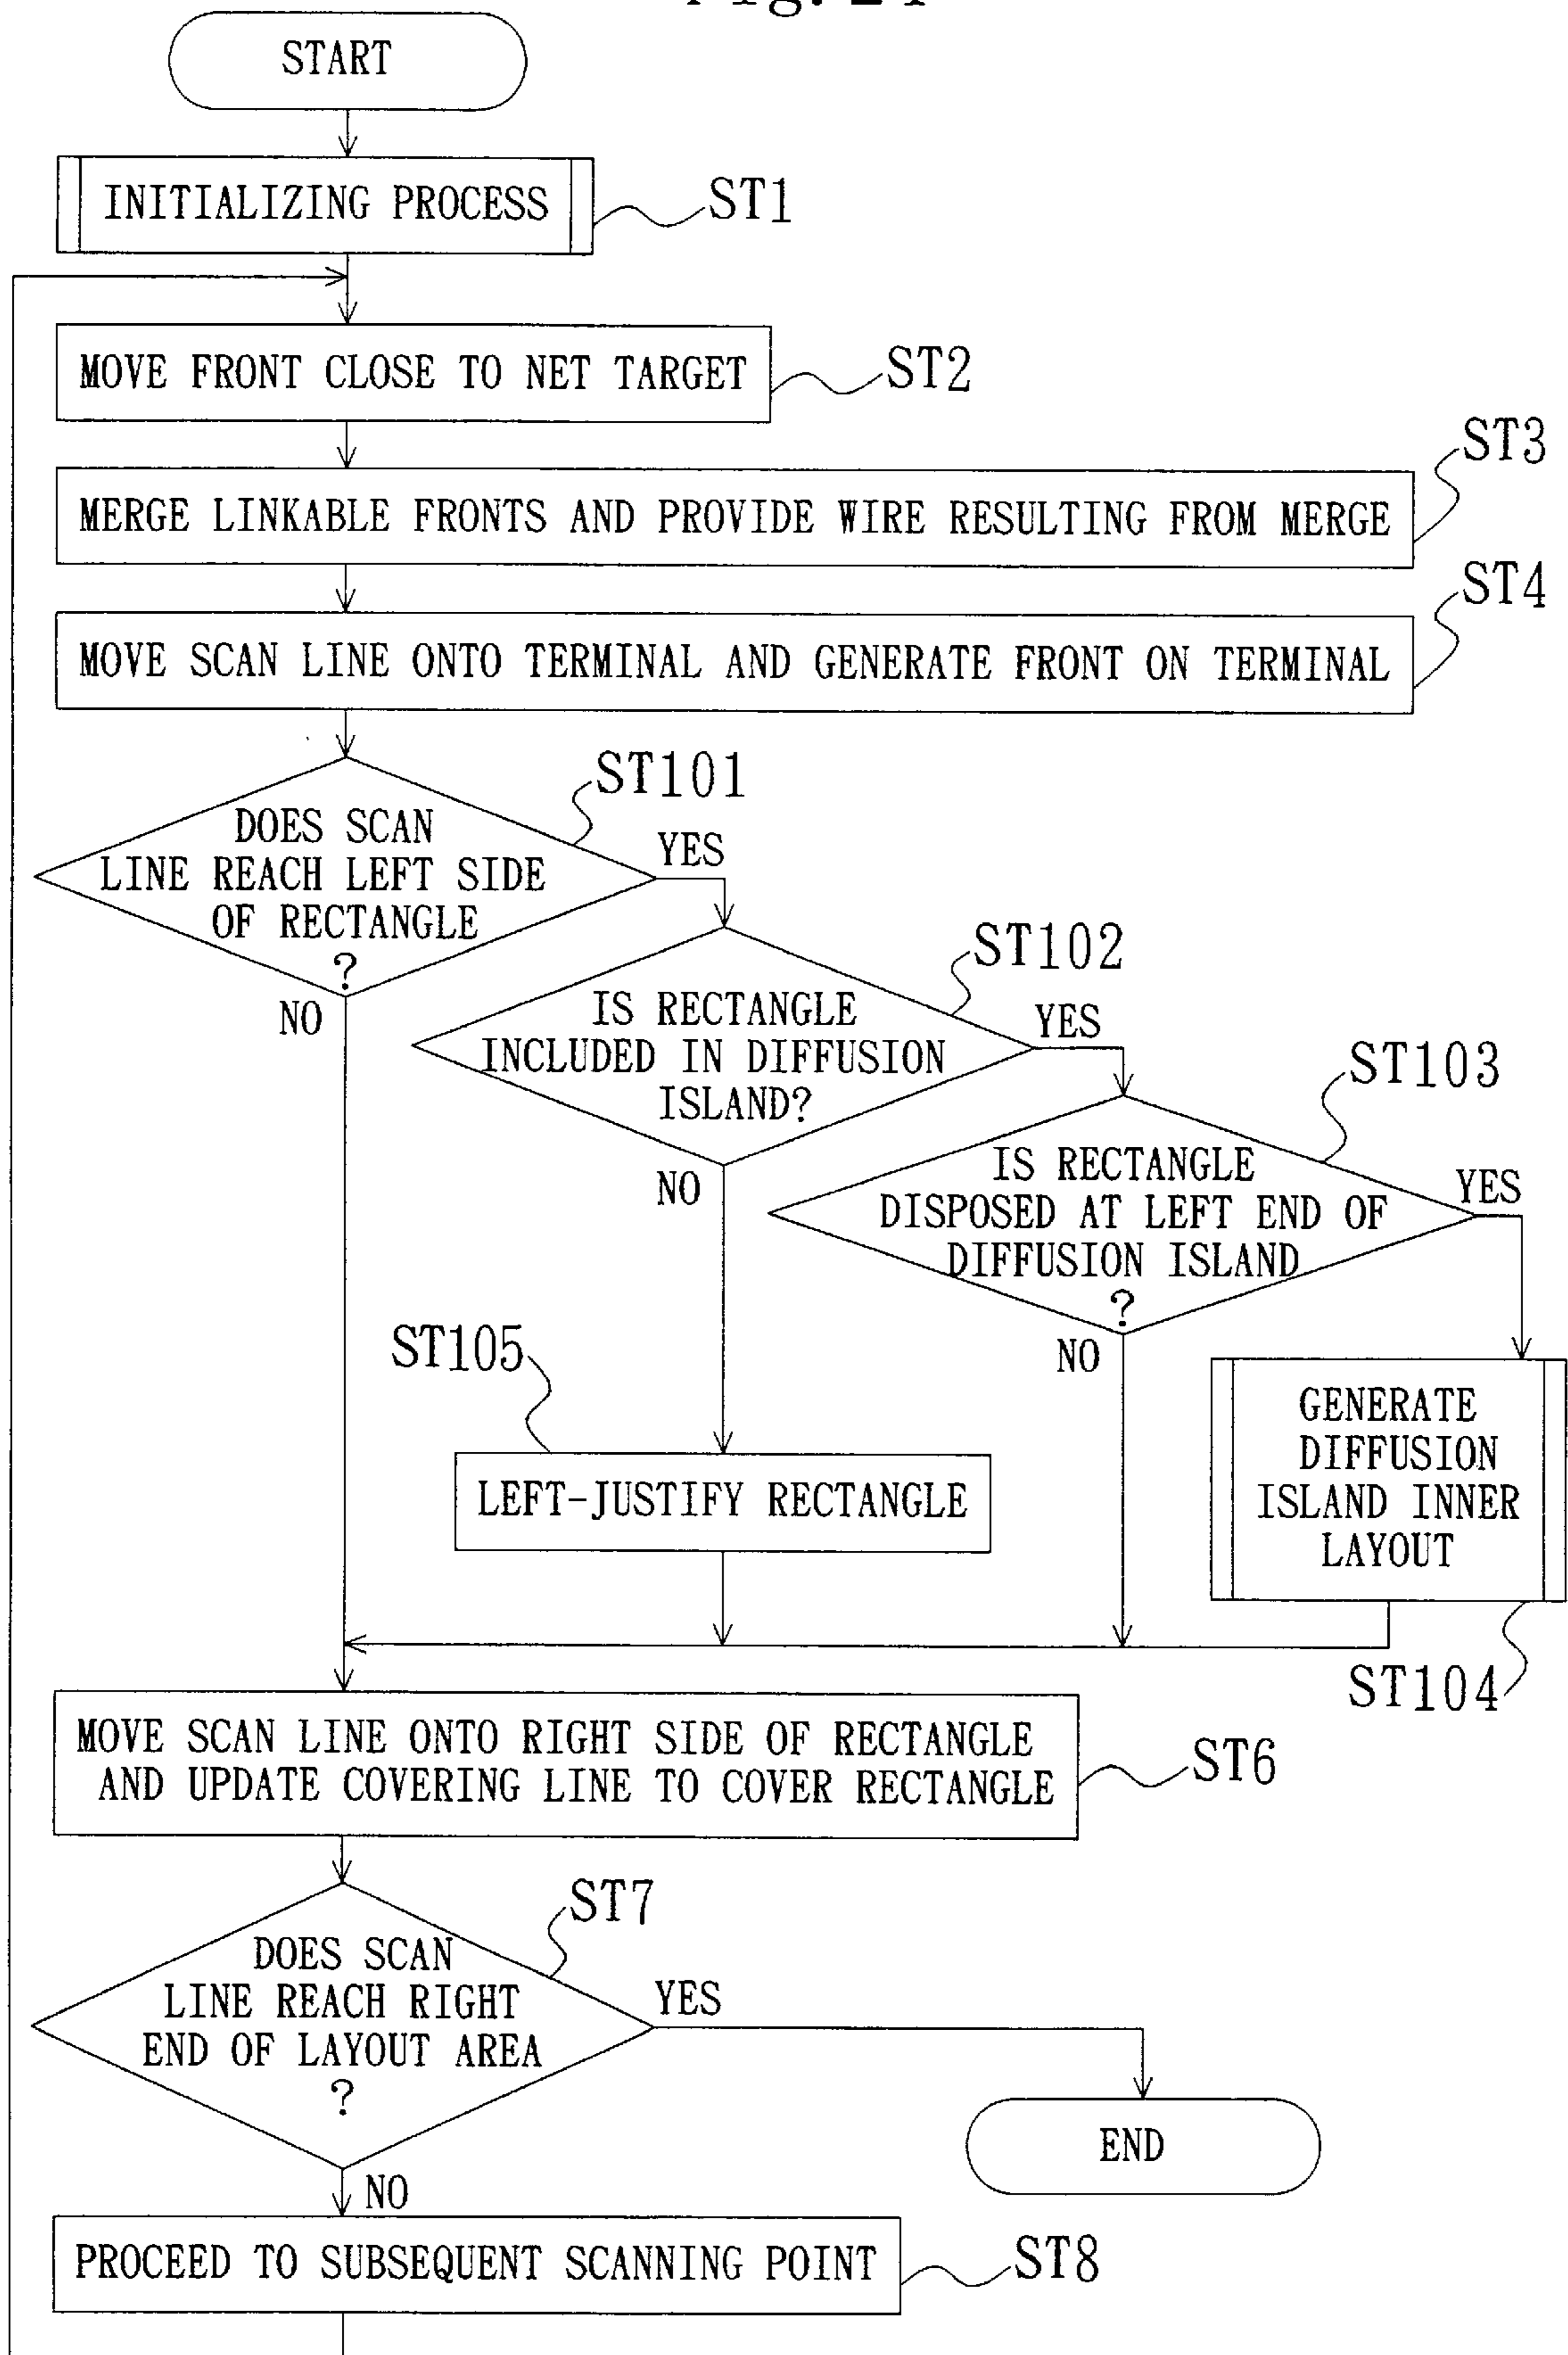 START
INITIALIZING PROCESS
ST1
MOVE FRONT CLOSE TO NET TARGET
ST2
ST3
MERGE LINKABLE FRONTS AND PROVIDE WIRE RESULTING FROM MERGE
ST4
MOVE SCAN LINE ONTO TERMINAL AND GENERATE FRONT ON TERMINAL
ST101
DOES SCAN
LINE REACH LEFT SIDE
OF RECTANGLE
?
YES
NO
ST102
IS RECTANGLE
INCLUDED IN DIFFUSION
ISLAND?
YES
NO
ST103
IS RECTANGLE
DISPOSED AT LEFT END OF
DIFFUSION ISLAND
?
YES
NO
ST105
LEFT-JUSTIFY RECTANGLE
GENERATE
DIFFUSION
ISLAND INNER
LAYOUT
ST104
MOVE SCAN LINE ONTO RIGHT SIDE OF RECTANGLE
AND UPDATE COVERING LINE TO COVER RECTANGLE
ST6
ST7
DOES SCAN
LINE REACH RIGHT
END OF LAYOUT AREA
?
YES
END
NO
PROCEED TO SUBSEQUENT SCANNING POINT
ST8